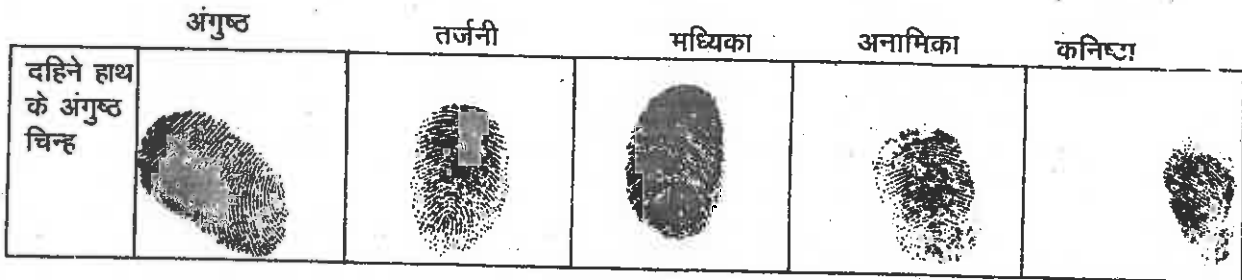 अंगुष्ठ तर्जनी मध्यिका अनामिका कनिष्टा
दहिने हाथ
के अंगुष्ठ
चिन्ह